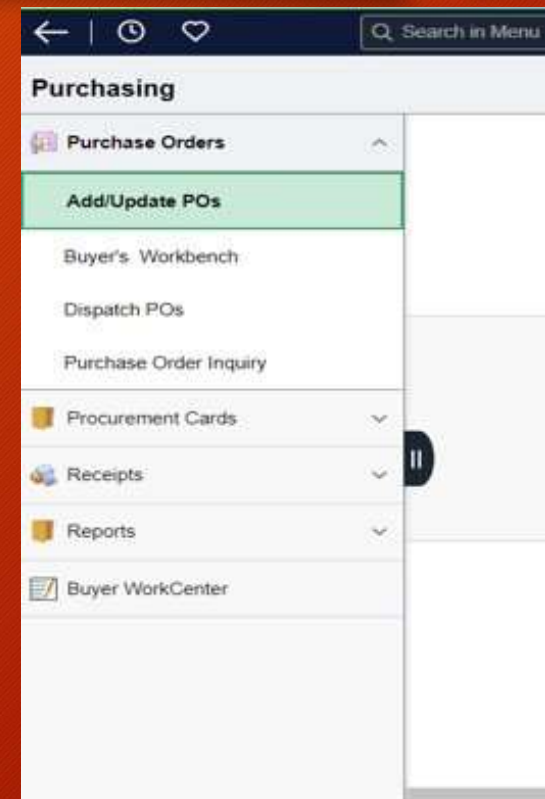 Search in Menu
Purchasing
Purchase Orders
Add/Update POs
Buyer's Workbench
Dispatch POs
Purchase Order Inquiry
Procurement Cards
Receipts
Reports
Buyer WorkCenter